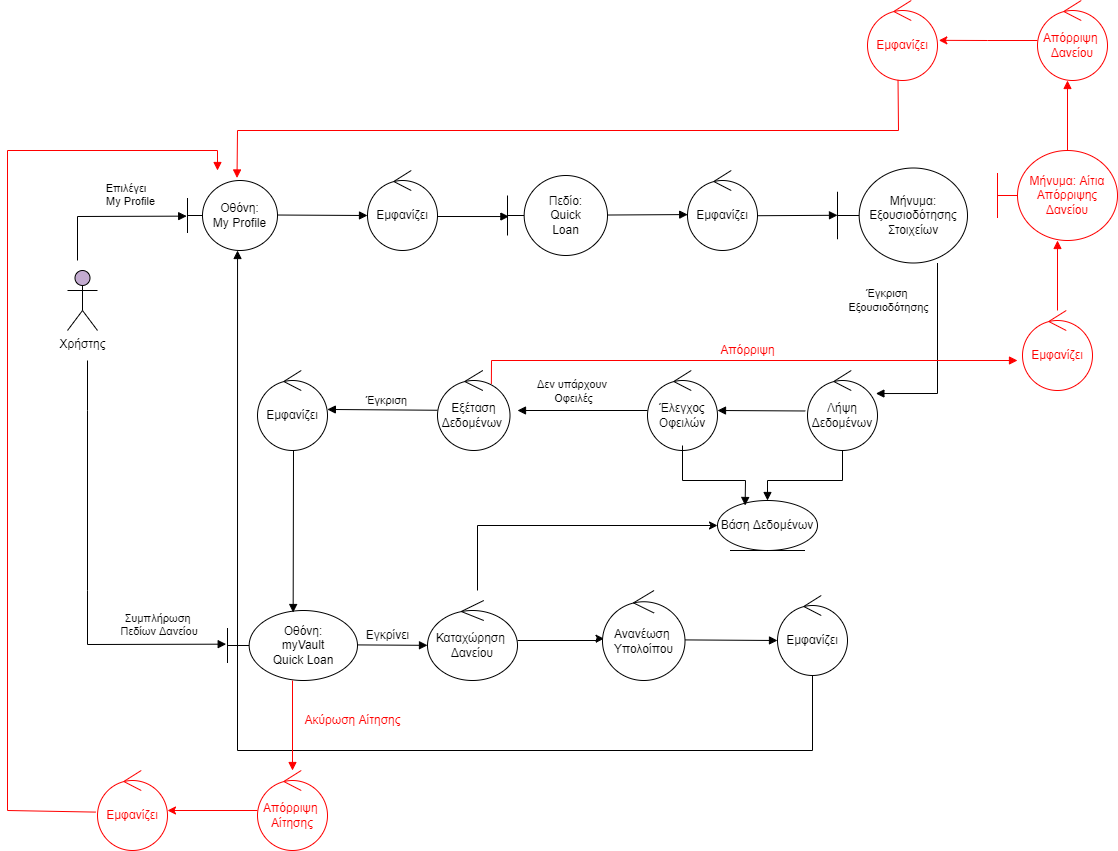 Εμφανίζει
Απόρριψη
Δανείου
Επιλέγει
My Profile
Οθόνη:
My Profile
Εμφανίζει
Πεδίο:
Quick
Loan
Εμφανίζει
Μήνυμα:
Εξουσιοδότησης
Στοιχείων
Μήνυμα: Αίτια
Απόρριψης
Δανείου
Χρήστης
Έγκριση
Εξουσιοδότησης
Απόρριψη
Εμφανίζει
Εμφανίζει
Έγκριση
Εξέταση
Δεδομένων
Δεν υπάρχουν
Οφειλές
Έλεγχος
Οφειλών
Λήψη
Δεδομένων
Βάση Δεδομένων
Συμπλήρωση
Πεδίων Δανείου
Οθόνη:
myVault
Quick Loan
Εγκρίνει
Καταχώρηση
Δανείου
Ανανέωση
Υπολοίπου
Εμφανίζει
Ακύρωση Αίτησης
Εμφανίζει
Απόρριψη
Αίτησης